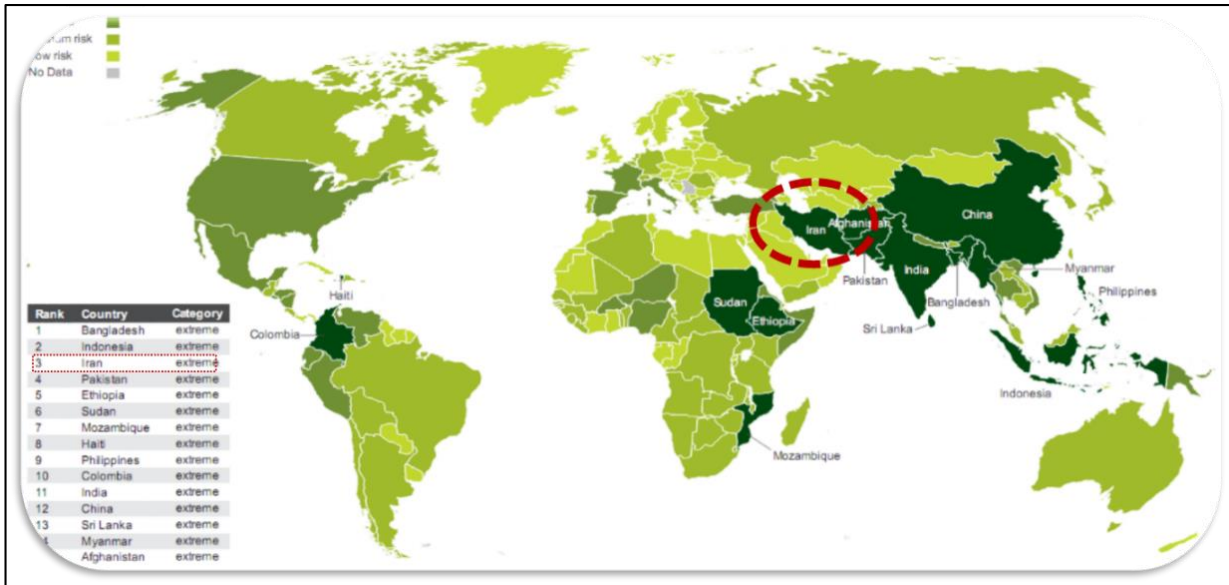 risk
risk
No Data
Iran
Afghanistan
China
India
Pakistan
Bangladesh
Myanmar
Philippines
Sri Lanka
Indonesia
Sudan
Ethiopia
Mozambique
Haiti
Colombia
Rank Country Category
1 Bangladesh extreme
2 Indonesia extreme
3 Iran extreme
4 Pakistan extreme
5 Ethiopia extreme
6 Sudan extreme
7 Mozambique extreme
8 Haiti extreme
9 Philippines extreme
10 Colombia extreme
11 India extreme
12 China extreme
13 Sri Lanka extreme
Myanmar extreme
Afghanistan extreme